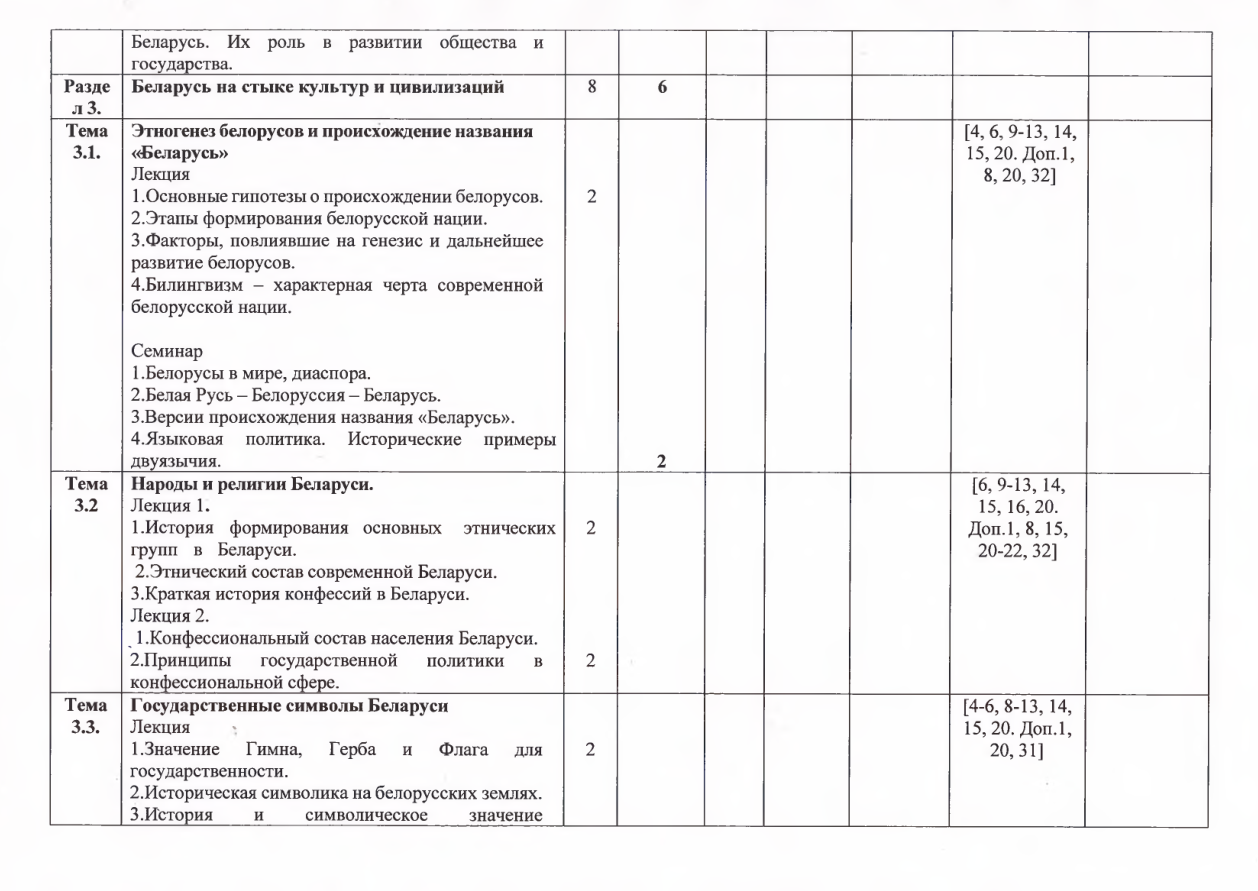 Беларусь. Их роль в развитии общества и
государства.
Разде
л 3.
Беларусь на стыке культур и цивилизаций
8
6
Тема
3.1.
Этногенез белорусов и происхождение названия
«Беларусь»
Лекция
1.Основные гипотезы о происхождении белорусов.
2.Этапы формирования белорусской нации.
3.Факторы, повлиявшие на генезис и дальнейшее
развитие белорусов.
4.Билингвизм – характерная черта современной
белорусской нации.
Семинар
1.Белорусы в мире, диаспора.
2.Белая Русь – Белоруссия – Беларусь.
3.Версии происхождения названия «Беларусь».
4.Языковая политика. Исторические примеры
двуязычия.
2
2
[4, 6, 9-13, 14,
15, 20. Доп.1,
8, 20, 32]
Тема
3.2
Народы и религии Беларуси.
Лекция 1.
1.История формирования основных этнических
групп в Беларуси.
2.Этнический состав современной Беларуси.
3.Краткая история конфессий в Беларуси.
Лекция 2.
1.Конфессиональный состав населения Беларуси.
2.Принципы государственной политики в
конфессиональной сфере.
2
2
[6, 9-13, 14,
15, 16, 20.
Доп.1, 8, 15,
20-22, 32]
Тема
3.3.
Государственные символы Беларуси
Лекция
1.Значение Гимна, Герба и Флага для
государственности.
2.Историческая символика на белорусских землях.
3.История и символическое значение
2
[4-6, 8-13, 14,
15, 20. Доп.1,
20, 31]